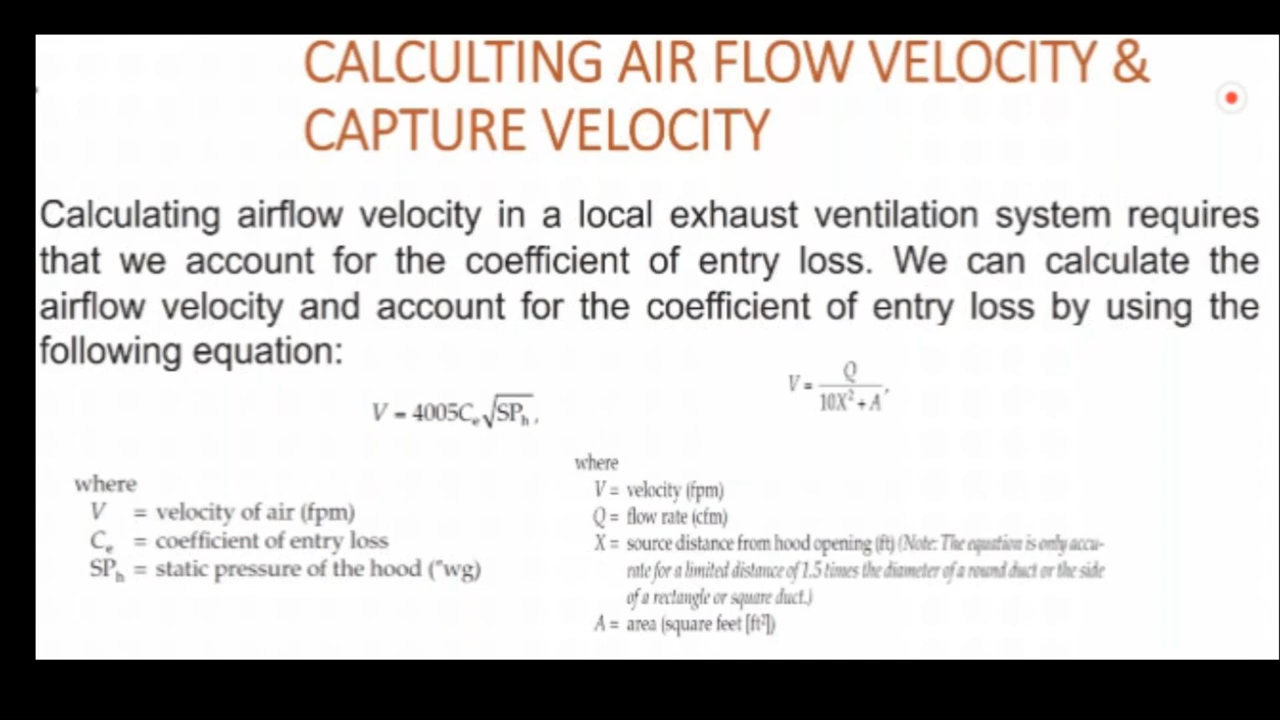 CALCULTING AIR FLOW VELOCITY &
CAPTURE VELOCITY
Calculating airflow velocity in a local exhaust ventilation system requires
that we account for the coefficient of entry loss. We can calculate the
airflow velocity and account for the coefficient of entry loss by using the
following equation:
V = 4005Cₑ√SPₕ,
where
V = velocity of air (fpm)
Cₑ = coefficient of entry loss
SPₕ = static pressure of the hood ("wg)
V = Q / 10X² + A,
where
V = velocity (fpm)
Q = flow rate (cfm)
X = source distance from hood opening (ft) (Note: The equation is only accu-
rate for a limited distance of 1.5 times the diameter of a round duct or the side
of a rectangle or square duct.)
A = area (square feet [ft²])